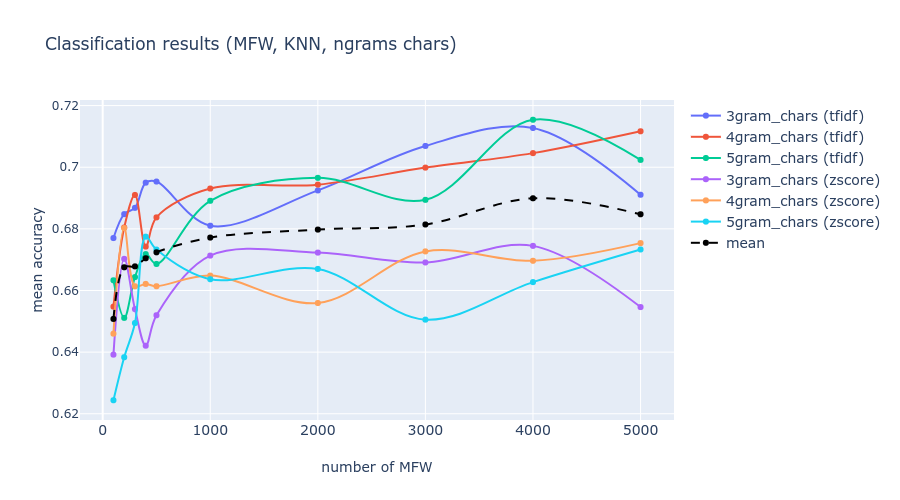 Classification results (MFW, KNN, ngrams chars)
mean accuracy
0.72
0.7
0.68
0.66
0.64
0.62
0 1000 2000 3000 4000 5000
number of MFW
3gram_chars (tfidf)
4gram_chars (tfidf)
5gram_chars (tfidf)
3gram_chars (zscore)
4gram_chars (zscore)
5gram_chars (zscore)
mean